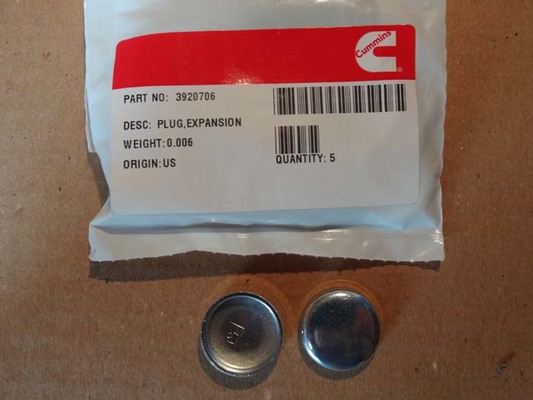 Cummins
PART NO: 3920706
DESC: PLUG,EXPANSION
WEIGHT:0.006
ORIGIN:US
QUANTITY: 5